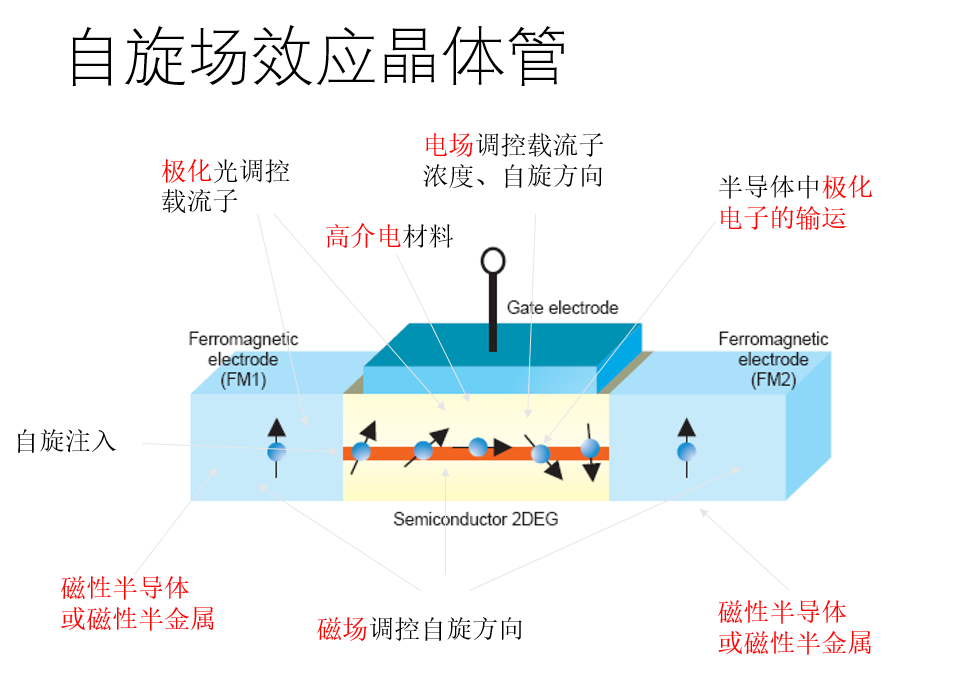 自旋场效应晶体管
极化光调控
载流子
电场调控载流子
浓度、自旋方向
半导体中极化
电子的输运
高介电材料
Gate electrode
Ferromagnetic
electrode
(FM1)
Ferromagnetic
electrode
(FM2)
自旋注入
Semiconductor 2DEG
磁性半导体
或磁性半金属
磁场调控自旋方向
磁性半导体
或磁性半金属